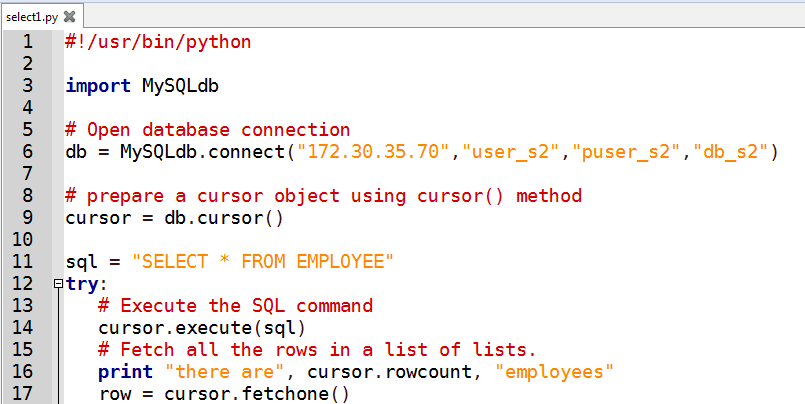 select1.py
1 #!/usr/bin/python
2
3 import MySQLdb
4
5 # Open database connection
6 db = MySQLdb.connect("172.30.35.70","user_s2","puser_s2","db_s2")
7
8 # prepare a cursor object using cursor() method
9 cursor = db.cursor()
10
11 sql = "SELECT * FROM EMPLOYEE"
12 try:
13 # Execute the SQL command
14 cursor.execute(sql)
15 # Fetch all the rows in a list of lists.
16 print "there are", cursor.rowcount, "employees"
17 row = cursor.fetchone()